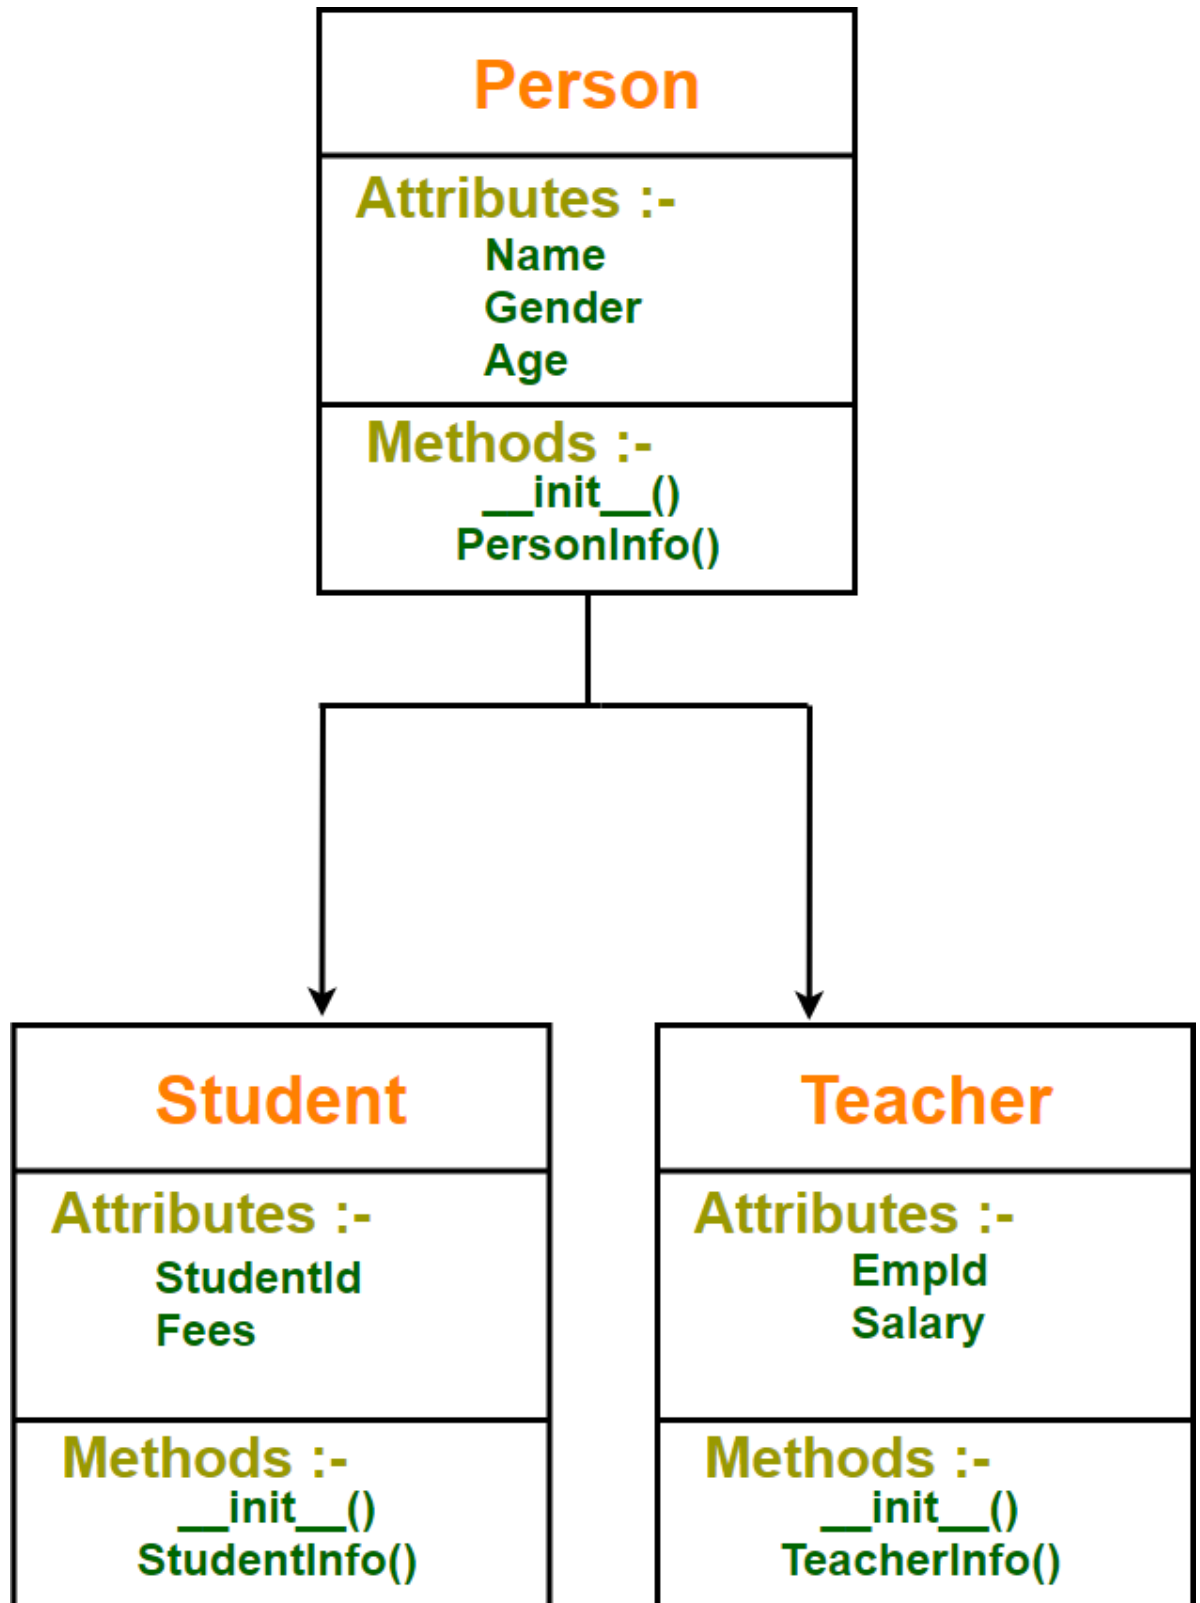 Person
Attributes :-
Name
Gender
Age
Methods :-
__init__()
PersonInfo()
Student
Attributes :-
StudentId
Fees
Methods :-
__init__()
StudentInfo()
Teacher
Attributes :-
EmpId
Salary
Methods :-
__init__()
TeacherInfo()